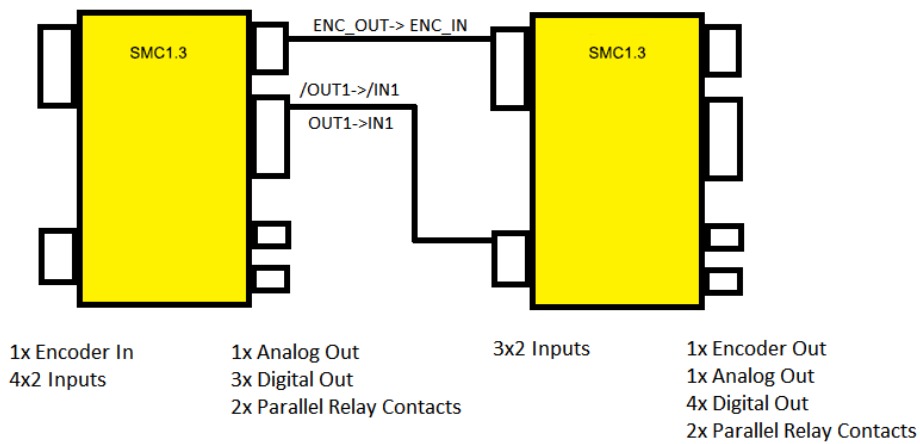 SMC1.3
ENC_OUT-> ENC_IN
SMC1.3
/OUT1->/IN1
OUT1->IN1
1x Encoder In
4x2 Inputs
1x Analog Out
3x Digital Out
2x Parallel Relay Contacts
3x2 Inputs
1x Encoder Out
1x Analog Out
4x Digital Out
2x Parallel Relay Contacts